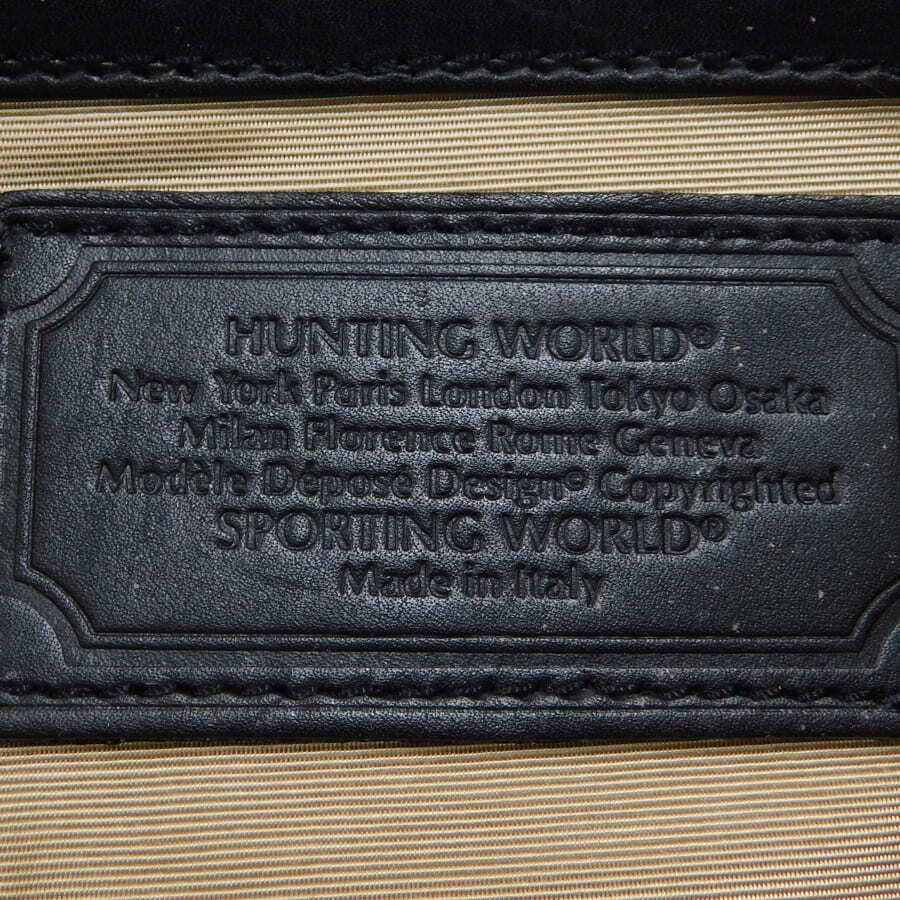 HUNTING WORLD®
New York Paris London Tokyo Osaka
Milan Florence Rome Geneva
Modèle Déposé Design® Copyrighted
SPORTING WORLD®
Made in Italy